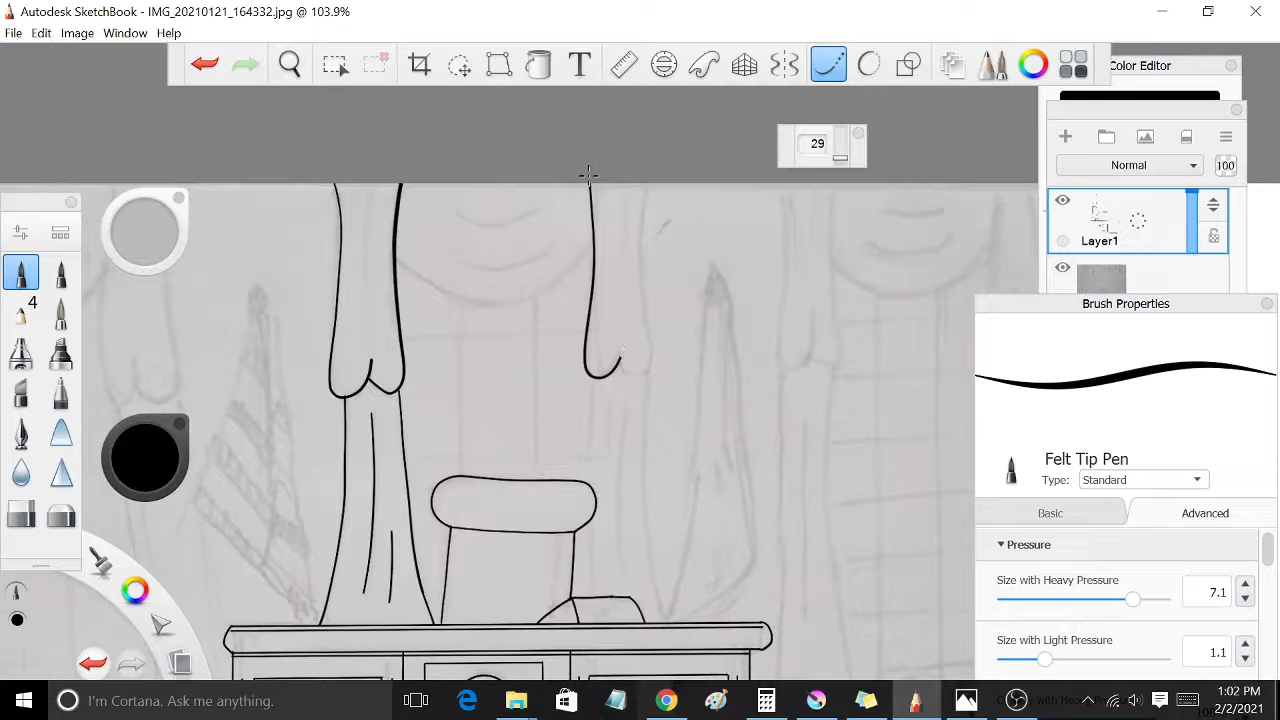 Autodesk SketchBook - IMG_20210121_164332.jpg @ 103.9%
File Edit Image Window Help
T
Color Editor
29
Normal
100
Layer1
4
Brush Properties
Felt Tip Pen
Type: Standard
Basic Advanced
Pressure
Size with Heavy Pressure
7.1
Size with Light Pressure
1.1
I'm Cortana. Ask me anything.
1:02 PM
2/2/2021